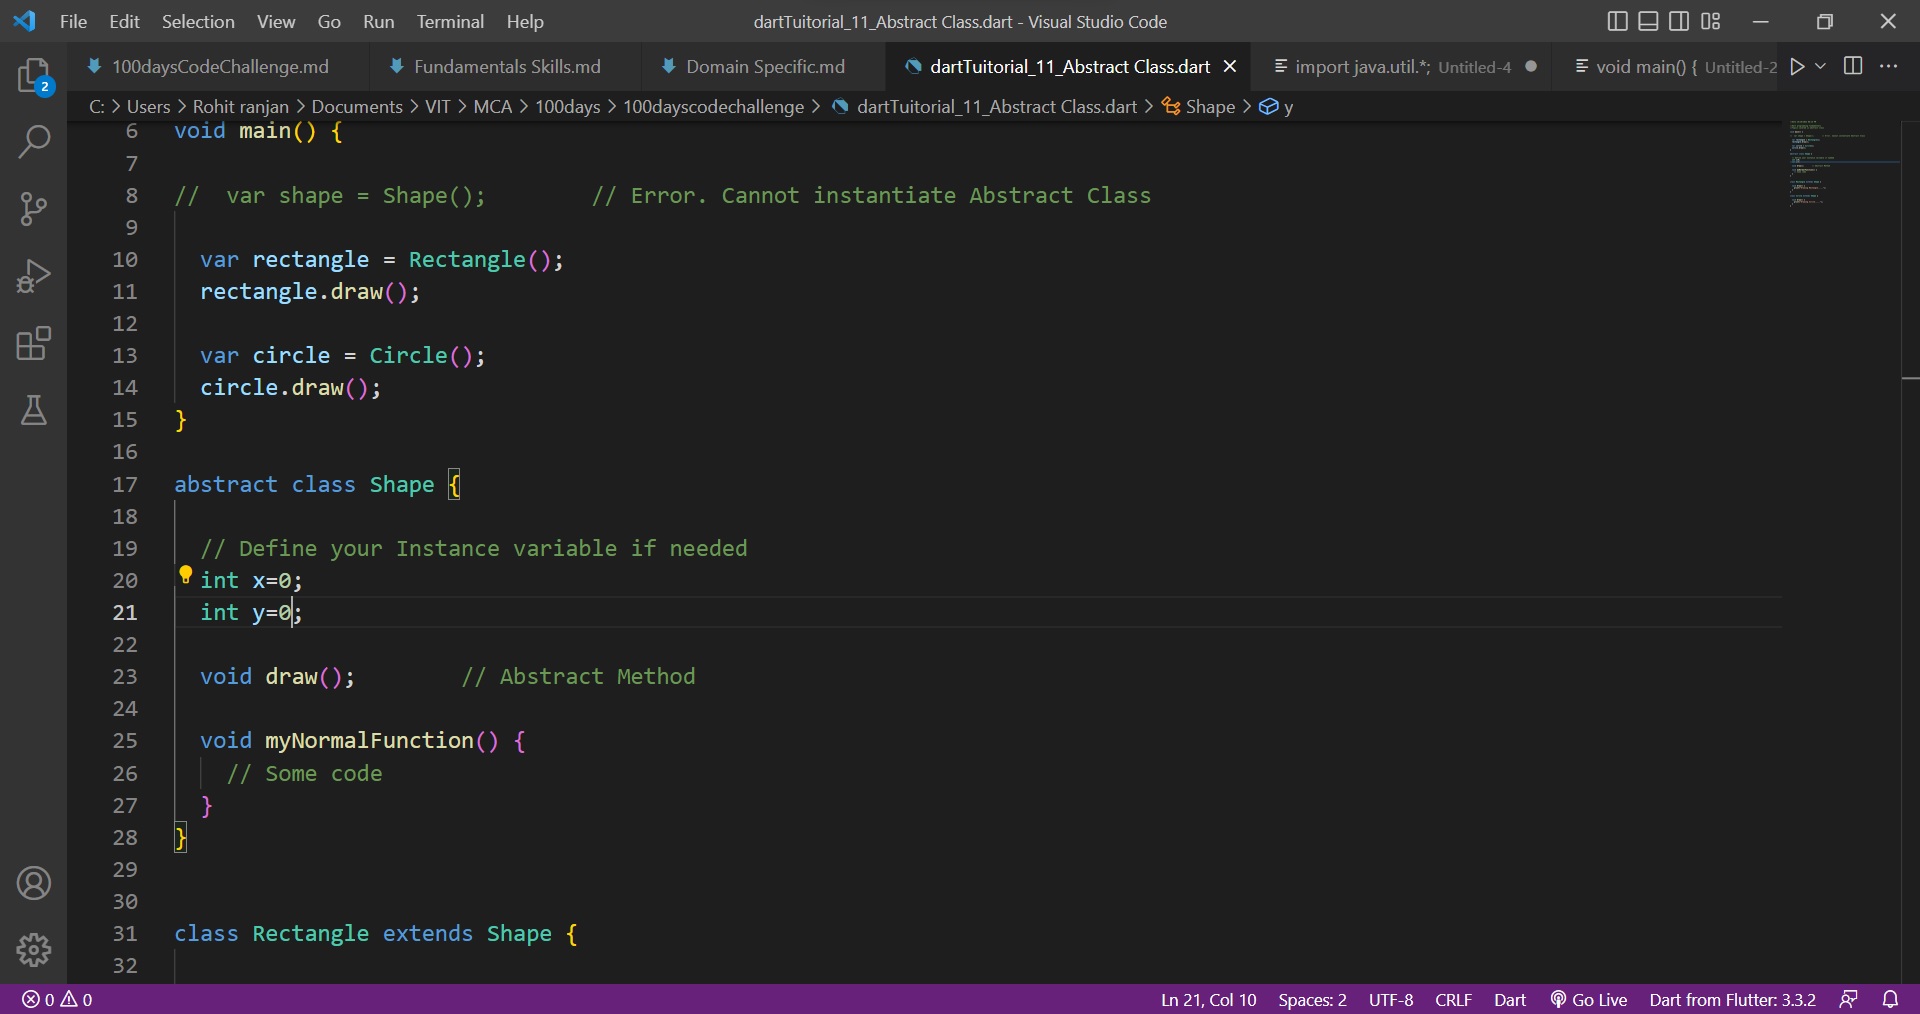 File Edit Selection View Go Run Terminal Help dartTuitorial_11_Abstract Class.dart - Visual Studio Code
100daysCodeChallenge.md Fundamentals Skills.md Domain Specific.md dartTuitorial_11_Abstract Class.dart import java.util.*; Untitled-4 void main() { Untitled-2
C: > Users > Rohit ranjan > Documents > VIT > MCA > 100days > 100dayscodechallenge > dartTuitorial_11_Abstract Class.dart > Shape > y
2
6 void main() {
7
8 //  var shape = Shape();        // Error. Cannot instantiate Abstract Class
9
10   var rectangle = Rectangle();
11   rectangle.draw();
12
13   var circle = Circle();
14   circle.draw();
15 }
16
17 abstract class Shape {
18
19   // Define your Instance variable if needed
20   int x=0;
21   int y=0;
22
23   void draw();        // Abstract Method
24
25   void myNormalFunction() {
26     // Some code
27   }
28 }
29
30
31 class Rectangle extends Shape {
32
0 0 Ln 21, Col 10 Spaces: 2 UTF-8 CRLF Dart Go Live Dart from Flutter: 3.3.2